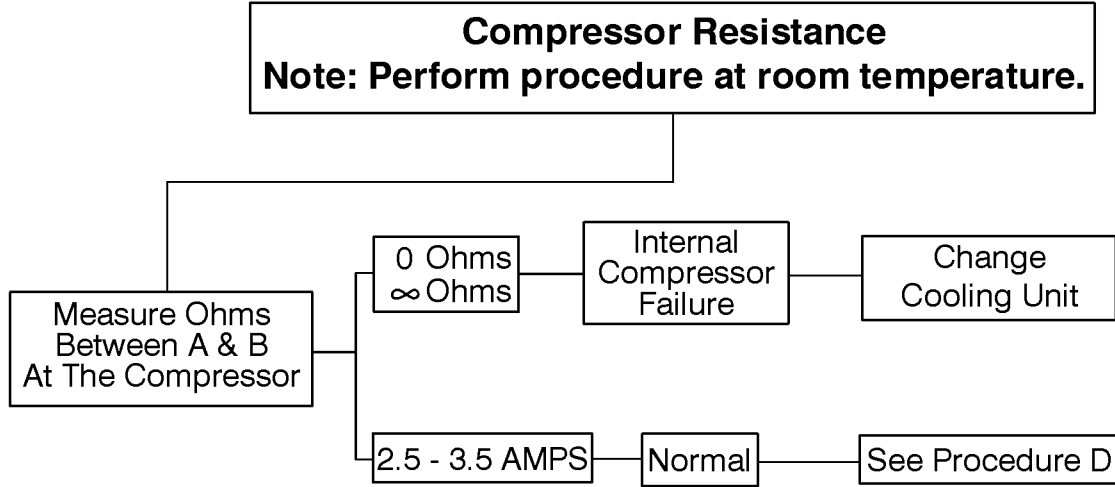 Compressor Resistance
Note: Perform procedure at room temperature.
Measure Ohms
Between A & B
At The Compressor
0 Ohms
∞ Ohms
Internal
Compressor
Failure
Change
Cooling Unit
2.5 - 3.5 AMPS
Normal
See Procedure D